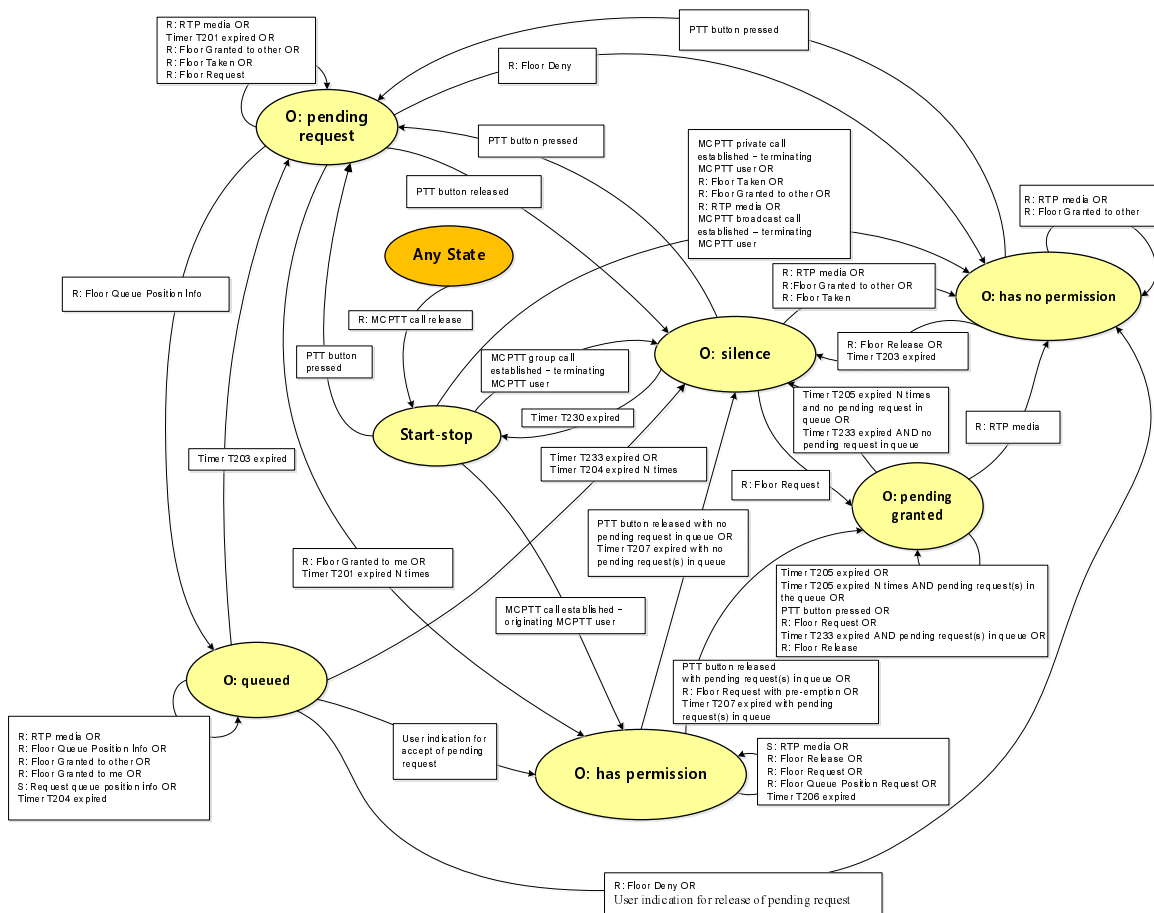 R: RTP media OR
Timer T201 expired OR
R: Floor Granted to other OR
R: Floor Taken OR
R: Floor Request
PTT button pressed
R: Floor Deny
O: pending
request
PTT button pressed
MCPTT private call
established – terminating
MCPTT user OR
R: Floor Taken OR
R: Floor Granted to other OR
R: RTP media OR
MCPTT broadcast call
established – terminating
MCPTT user
PTT button released
R: RTP media OR
R: Floor Granted to other
Any State
R: Floor Queue Position Info
R: RTP media OR
R:Floor Granted to other OR
R: Floor Taken
O: has no permission
R: MCPTT call release
PTT button
pressed
MCPTT group call
established – terminating
MCPTT user
O: silence
R: Floor Release OR
Timer T203 expired
Timer T230 expired
Timer T205 expired N times
and no pending request in
queue OR
Timer T233 expired AND no
pending request in queue
R: RTP media
Start-stop
Timer T203 expired
Timer T233 expired OR
Timer T204 expired N times
R: Floor Request
O: pending
granted
PTT button released with no
pending request in queue OR
Timer T207 expired with no
pending request(s) in queue
R: Floor Granted to me OR
Timer T201 expired N times
Timer T205 expired OR
Timer T205 expired N times AND pending request(s) in
the queue OR
PTT button pressed OR
R: Floor Request OR
Timer T233 expired AND pending request(s) in queue OR
R: Floor Release
MCPTT call established –
originating MCPTT user
O: queued
PTT button released
with pending request(s) in queue OR
R: Floor Request with pre-emption OR
Timer T207 expired with pending
request(s) in queue
R: RTP media OR
R: Floor Queue Position Info OR
R: Floor Granted to other OR
R: Floor Granted to me OR
S: Request queue position info OR
Timer T204 expired
User indication for
accept of pending
request
O: has permission
S: RTP media OR
R: Floor Release OR
R: Floor Request OR
R: Floor Queue Position Request OR
Timer T206 expired
R: Floor Deny OR
User indication for release of pending request